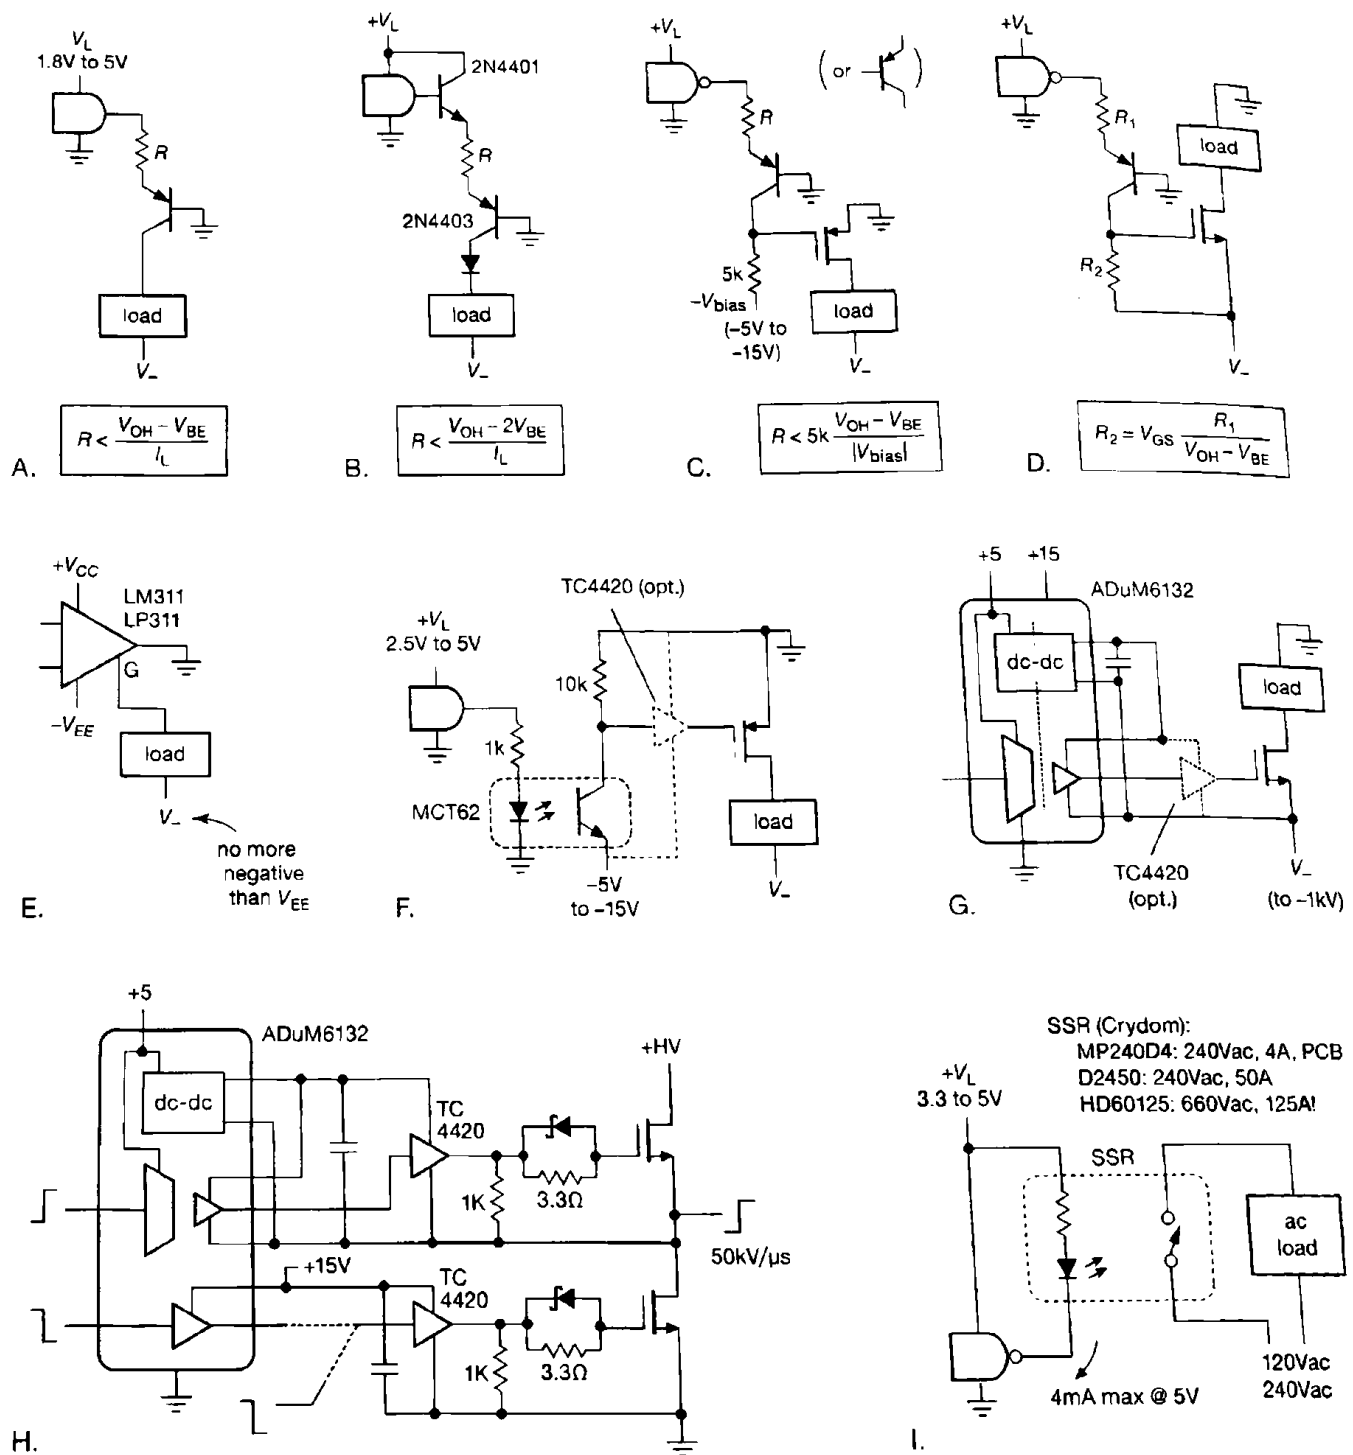 V_L
1.8V to 5V
R
load
V_–
R < (V_OH – V_BE) / I_L
A.
+V_L
2N4401
R
2N4403
load
V_–
R < (V_OH – 2V_BE) / I_L
B.
+V_L
(or )
R
5k
–V_bias
(–5V to
–15V)
load
V_–
R < 5k (V_OH – V_BE) / |V_bias|
C.
+V_L
R_1
load
R_2
V_–
R_2 = V_GS R_1 / (V_OH – V_BE)
D.
+V_CC
LM311
LP311
G
–V_EE
load
V_–
no more
negative
than V_EE
E.
TC4420 (opt.)
+V_L
2.5V to 5V
10k
1k
MCT62
load
–5V
to –15V
V_–
F.
+5
+15
ADuM6132
dc-dc
load
TC4420
(opt.)
V_–
(to –1kV)
G.
+5
ADuM6132
+HV
dc-dc
TC
4420
1K
3.3Ω
50kV/µs
+15V
TC
4420
1K
3.3Ω
H.
SSR (Crydom):
MP240D4: 240Vac, 4A, PCB
D2450: 240Vac, 50A
HD60125: 660Vac, 125A!
+V_L
3.3 to 5V
SSR
ac
load
4mA max @ 5V
120Vac
240Vac
I.